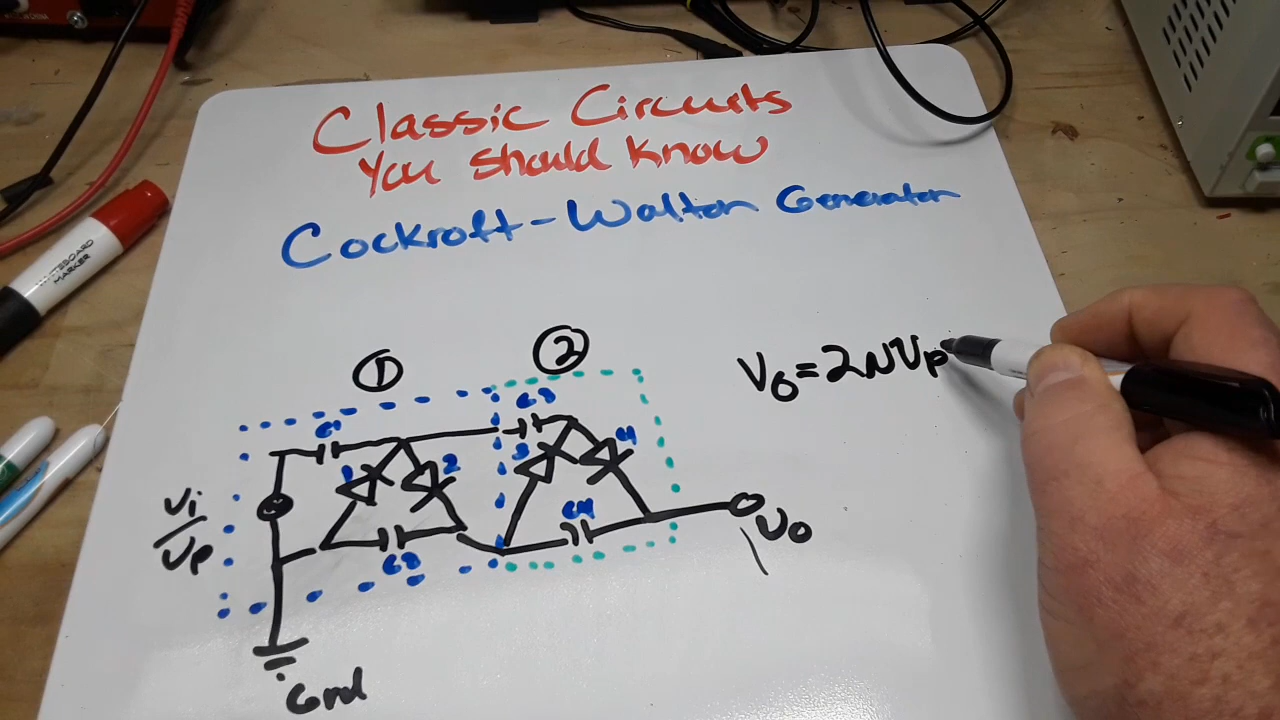 Classic Circuits
You Should Know
Cockroft-Walton Generator
① ②
Vo=2NVp
C1 C3
1 2 3 4
Vi
Vp
C4
Vo
Gnd
WHITEBOARD
MARKER